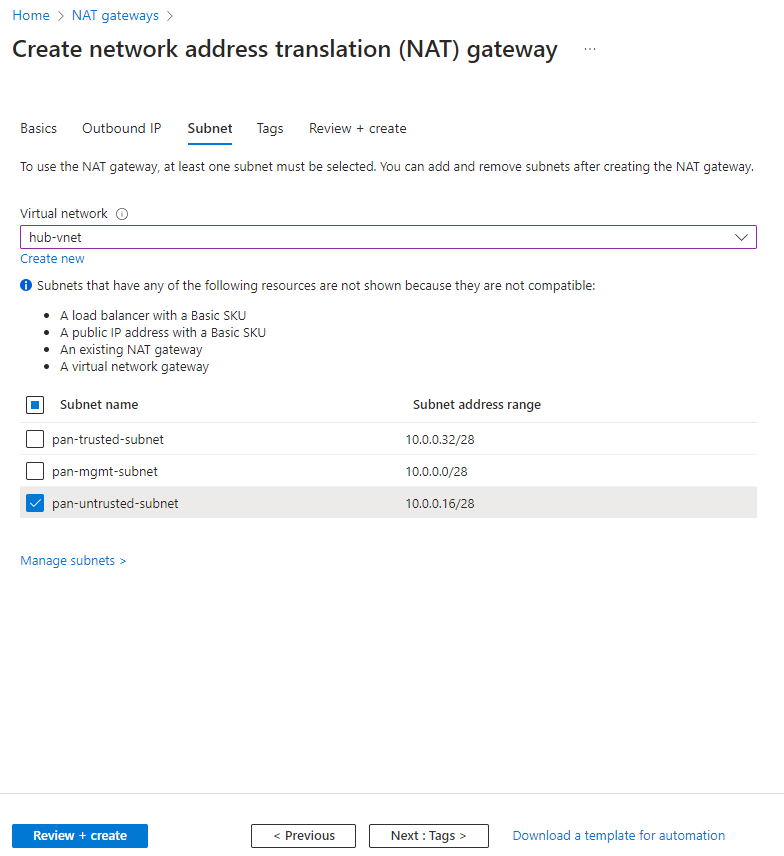 Home > NAT gateways >
Create network address translation (NAT) gateway ...
Basics Outbound IP Subnet Tags Review + create
To use the NAT gateway, at least one subnet must be selected. You can add and remove subnets after creating the NAT gateway.
Virtual network
hub-vnet
Create new
Subnets that have any of the following resources are not shown because they are not compatible:
• A load balancer with a Basic SKU
• A public IP address with a Basic SKU
• An existing NAT gateway
• A virtual network gateway
Subnet name Subnet address range
pan-trusted-subnet 10.0.0.32/28
pan-mgmt-subnet 10.0.0.0/28
pan-untrusted-subnet 10.0.0.16/28
Manage subnets >
Review + create < Previous Next : Tags > Download a template for automation